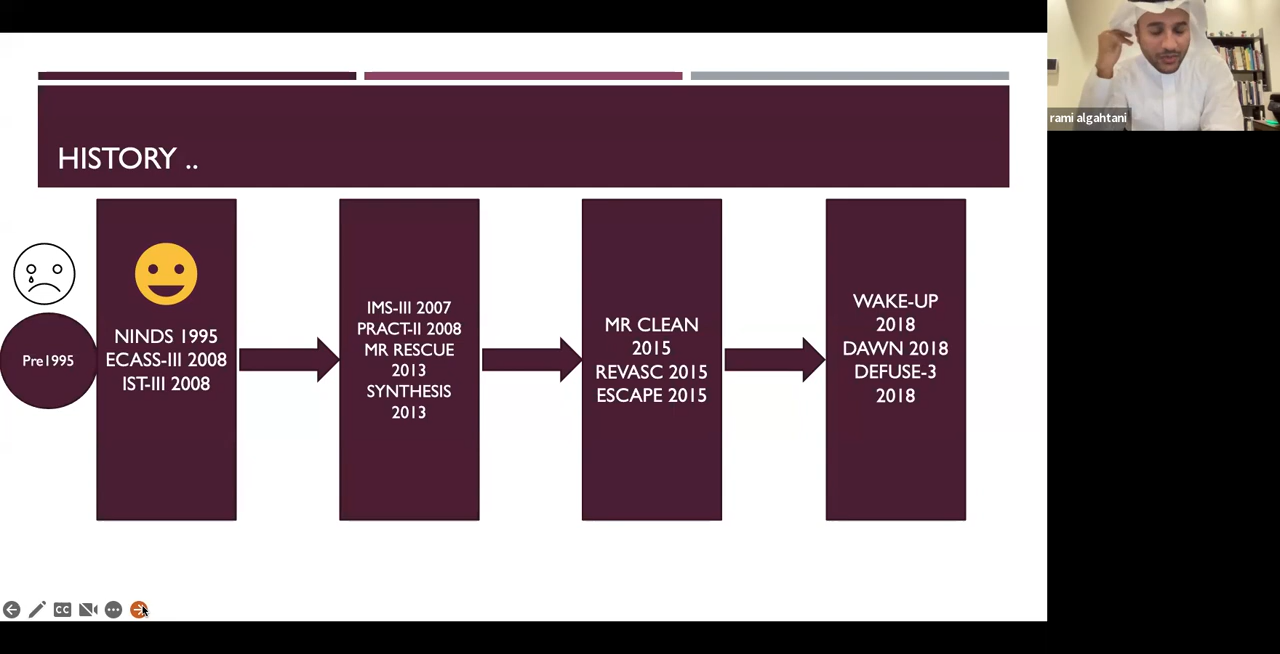 rami algahtani
HISTORY ..
Pre1995
NINDS 1995
ECASS-III 2008
IST-III 2008
IMS-III 2007
PRACT-II 2008
MR RESCUE
2013
SYNTHESIS
2013
MR CLEAN
2015
REVASC 2015
ESCAPE 2015
WAKE-UP
2018
DAWN 2018
DEFUSE-3
2018
CC